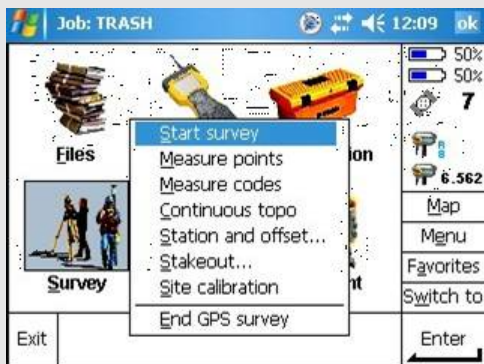 Job: TRASH 12:09 ok
50%
50%
7
Files
ion
6.562
Start survey
Measure points
Measure codes
Continuous topo
Station and offset...
Stakeout...
Site calibration
End GPS survey
Survey
nt
Map
Menu
Favorites
Switch to
Exit
Enter